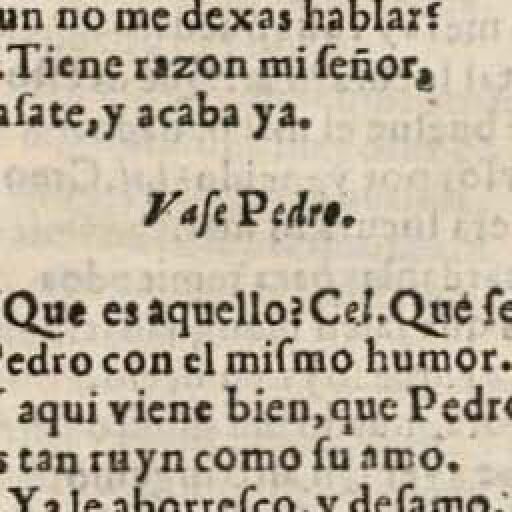 un no me dexas hablar?
.Tiene razon mi señor,
aſate,y acaba ya.
Vaſe Pedro.
Que es aquello? Cel. Que ſe
Pedro con el miſmo humor.
Y aqui viene bien,que Pedro
s tan ruyn como ſu amo.
Ya le aborreſco, y deſamo.